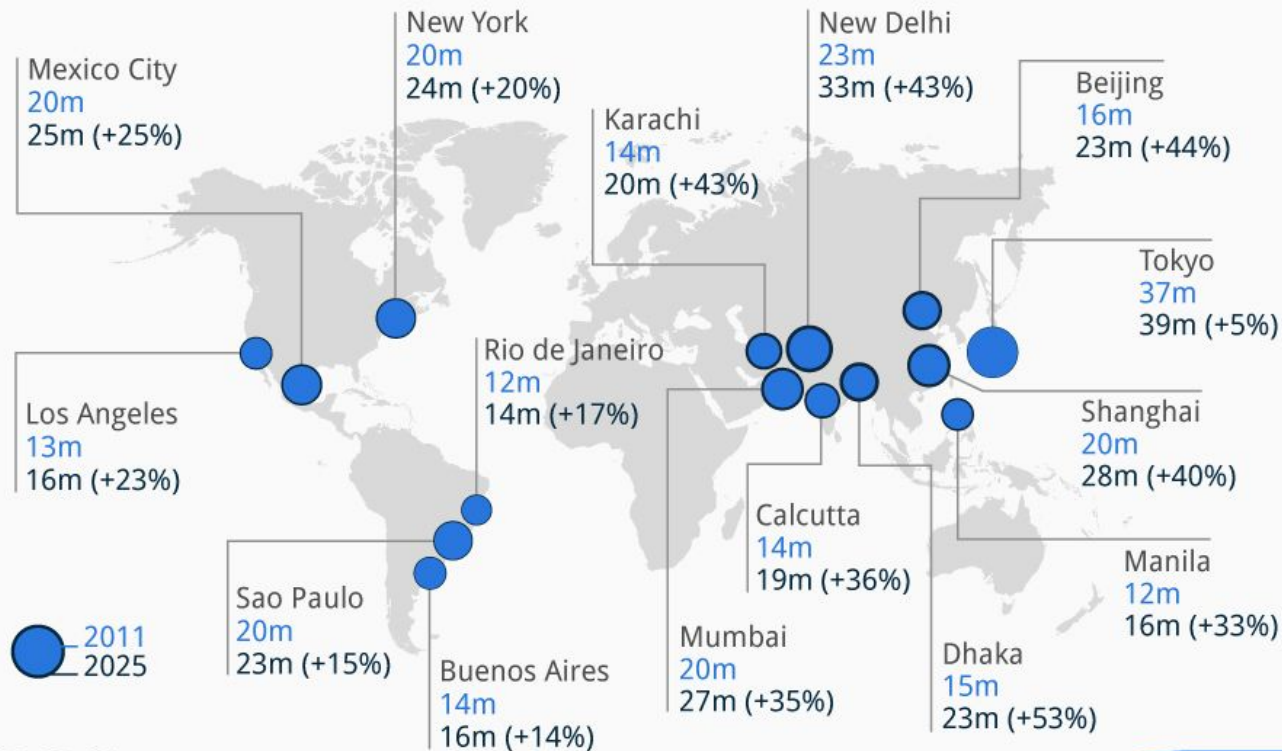 New York
20m
24m (+20%)
New Delhi
23m
33m (+43%)
Mexico City
20m
25m (+25%)
Beijing
16m
23m (+44%)
Karachi
14m
20m (+43%)
Tokyo
37m
39m (+5%)
Rio de Janeiro
12m
14m (+17%)
Los Angeles
13m
16m (+23%)
Shanghai
20m
28m (+40%)
Calcutta
14m
19m (+36%)
Manila
12m
16m (+33%)
Sao Paulo
20m
23m (+15%)
Mumbai
20m
27m (+35%)
Dhaka
15m
23m (+53%)
Buenos Aires
14m
16m (+14%)
2011
2025